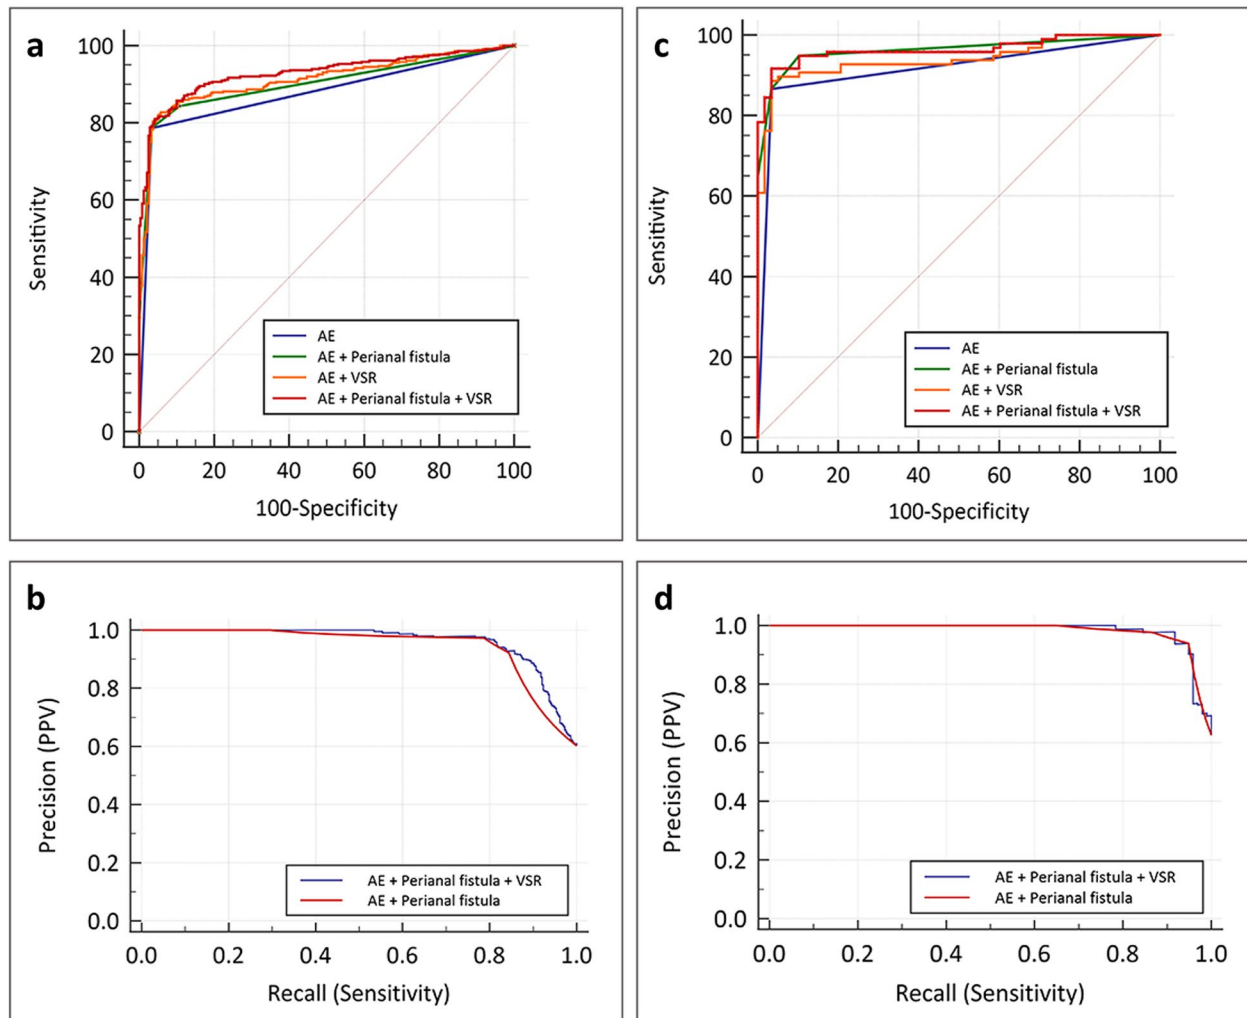 a
100
80
60
40
20
0
Sensitivity
AE
AE + Perianal fistula
AE + VSR
AE + Perianal fistula + VSR
0 20 40 60 80 100
100-Specificity
c
100
80
60
40
20
0
Sensitivity
AE
AE + Perianal fistula
AE + VSR
AE + Perianal fistula + VSR
0 20 40 60 80 100
100-Specificity
b
1.0
0.8
0.6
0.4
0.2
0.0
Precision (PPV)
AE + Perianal fistula + VSR
AE + Perianal fistula
0.0 0.2 0.4 0.6 0.8 1.0
Recall (Sensitivity)
d
1.0
0.8
0.6
0.4
0.2
0.0
Precision (PPV)
AE + Perianal fistula + VSR
AE + Perianal fistula
0.0 0.2 0.4 0.6 0.8 1.0
Recall (Sensitivity)